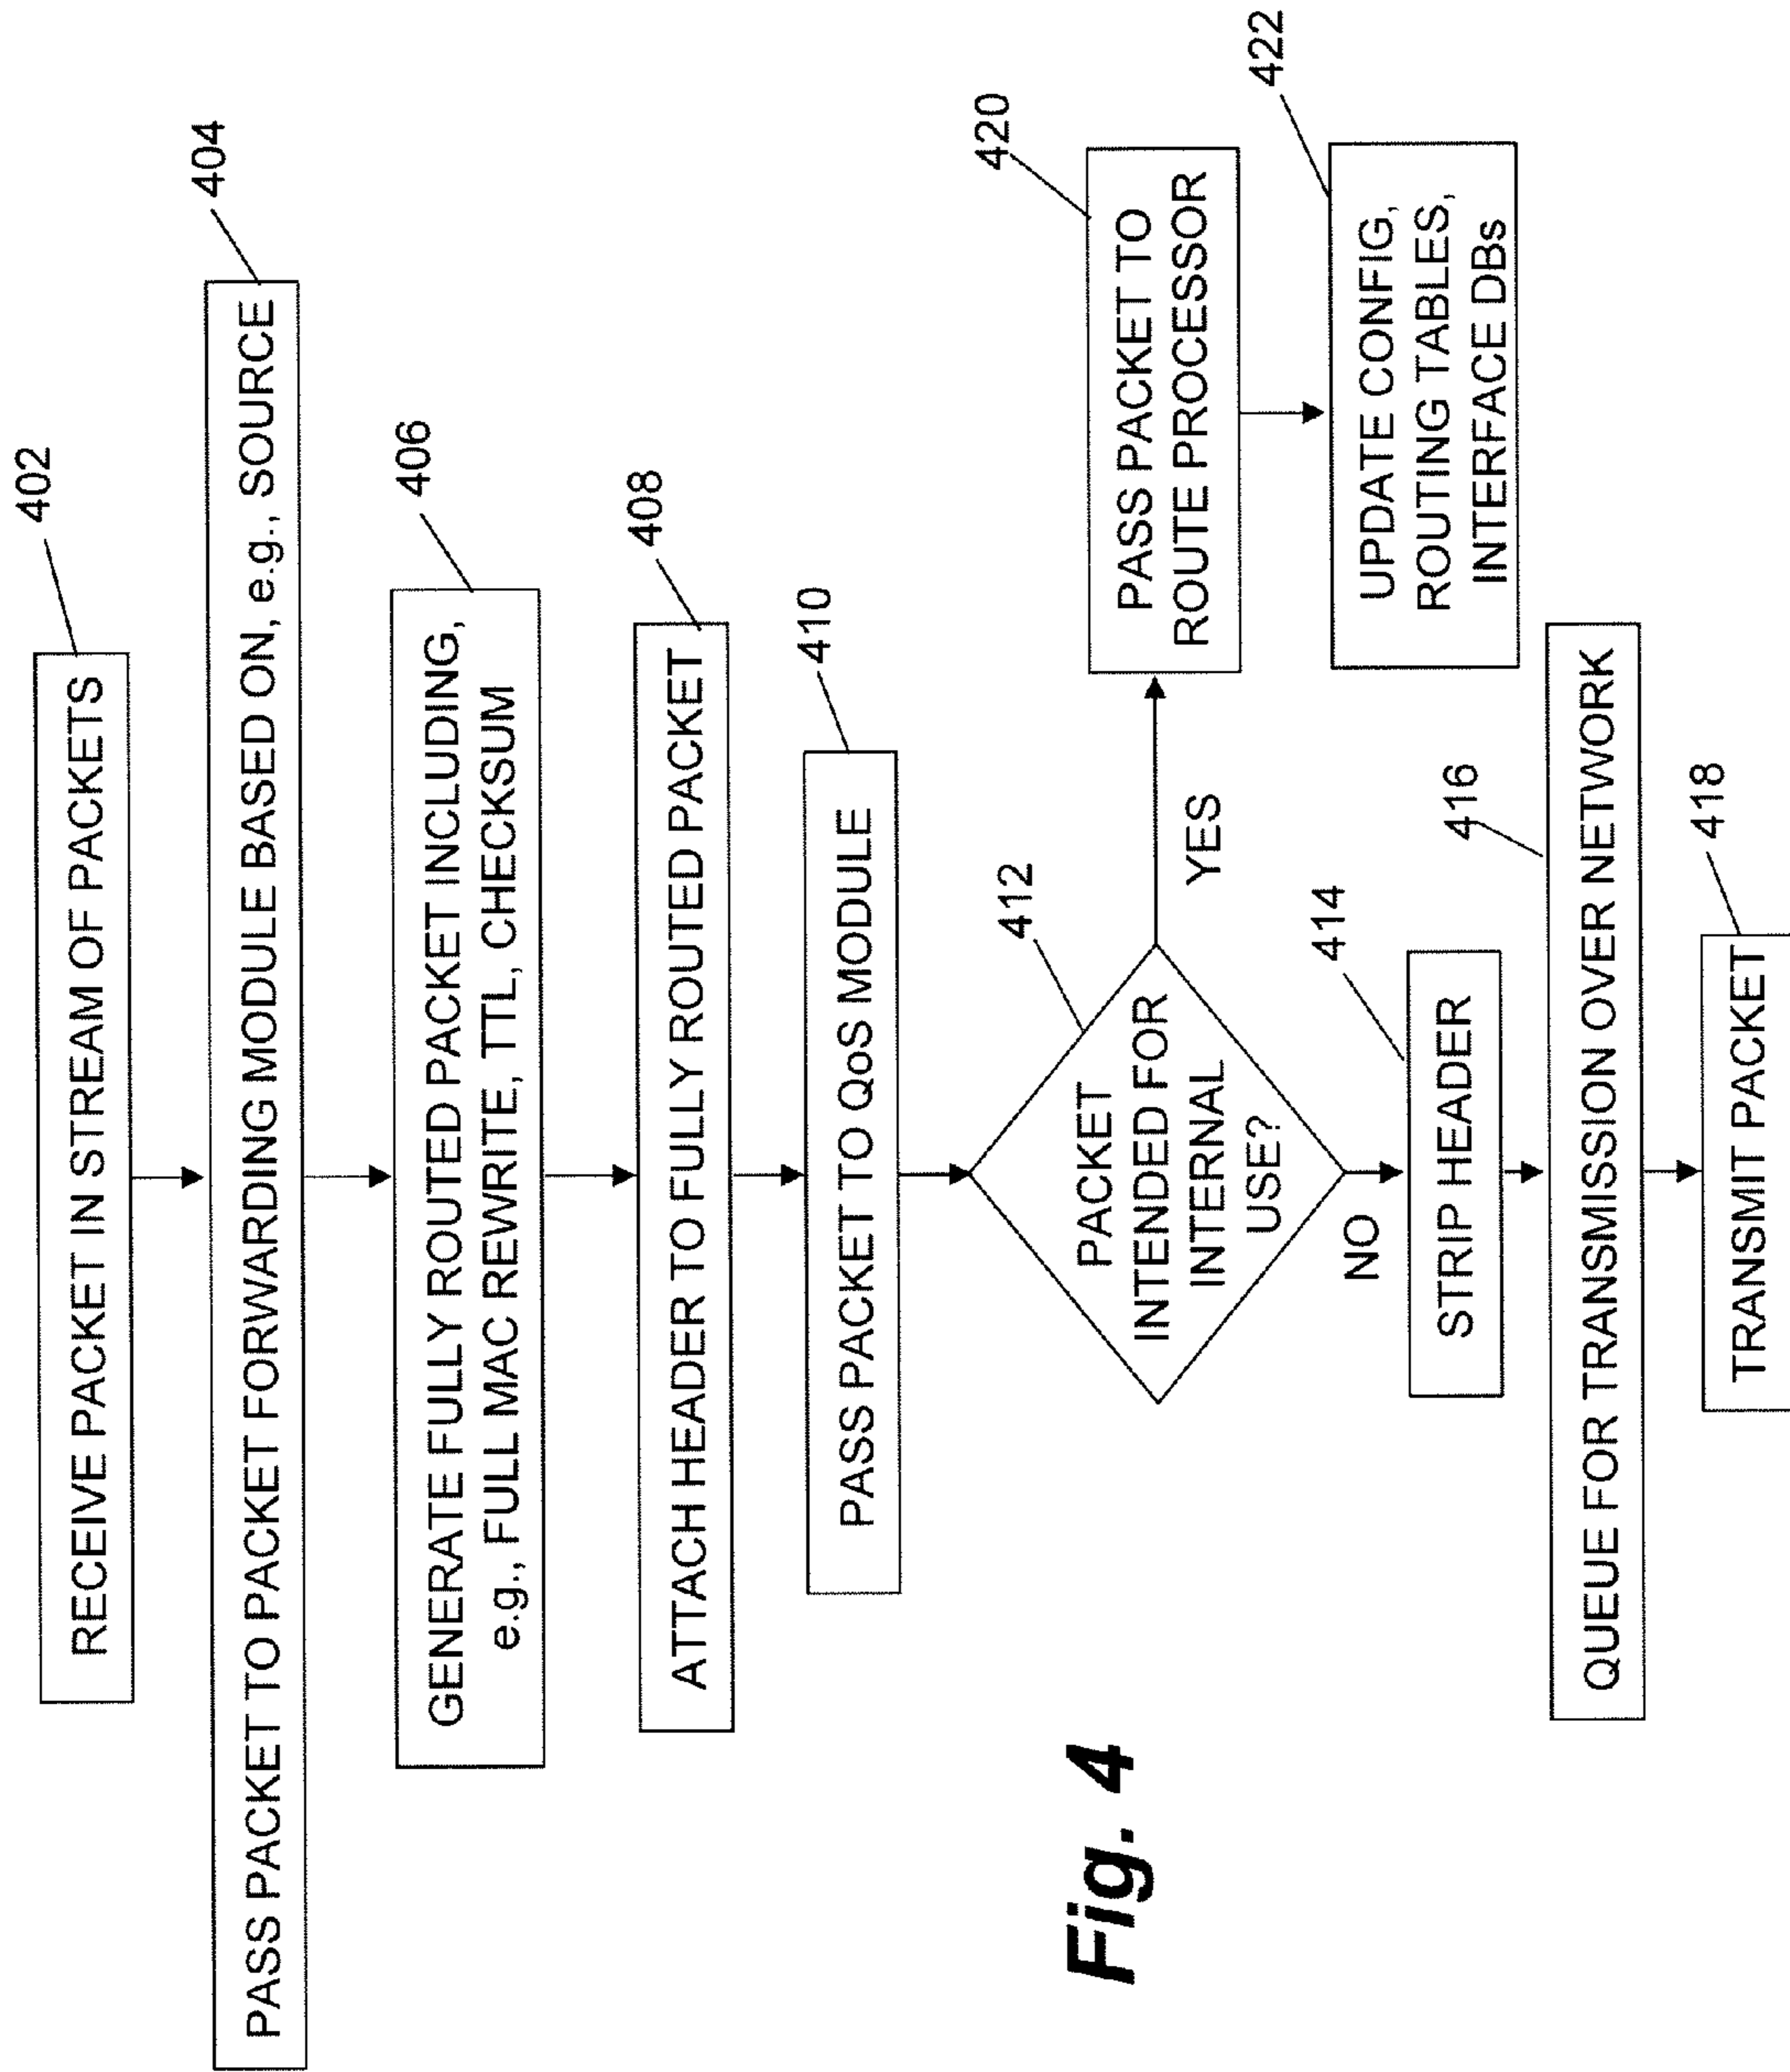 402
RECEIVE PACKET IN STREAM OF PACKETS
404
PASS PACKET TO PACKET FORWARDING MODULE BASED ON, e.g., SOURCE
406
GENERATE FULLY ROUTED PACKET INCLUDING,
e.g., FULL MAC REWRITE, TTL, CHECKSUM
408
ATTACH HEADER TO FULLY ROUTED PACKET
410
PASS PACKET TO QoS MODULE
412
PACKET
INTENDED FOR
INTERNAL
USE?
YES
420
PASS PACKET TO
ROUTE PROCESSOR
422
UPDATE CONFIG,
ROUTING TABLES,
INTERFACE DBs
NO
414
STRIP HEADER
416
QUEUE FOR TRANSMISSION OVER NETWORK
418
TRANSMIT PACKET
Fig. 4